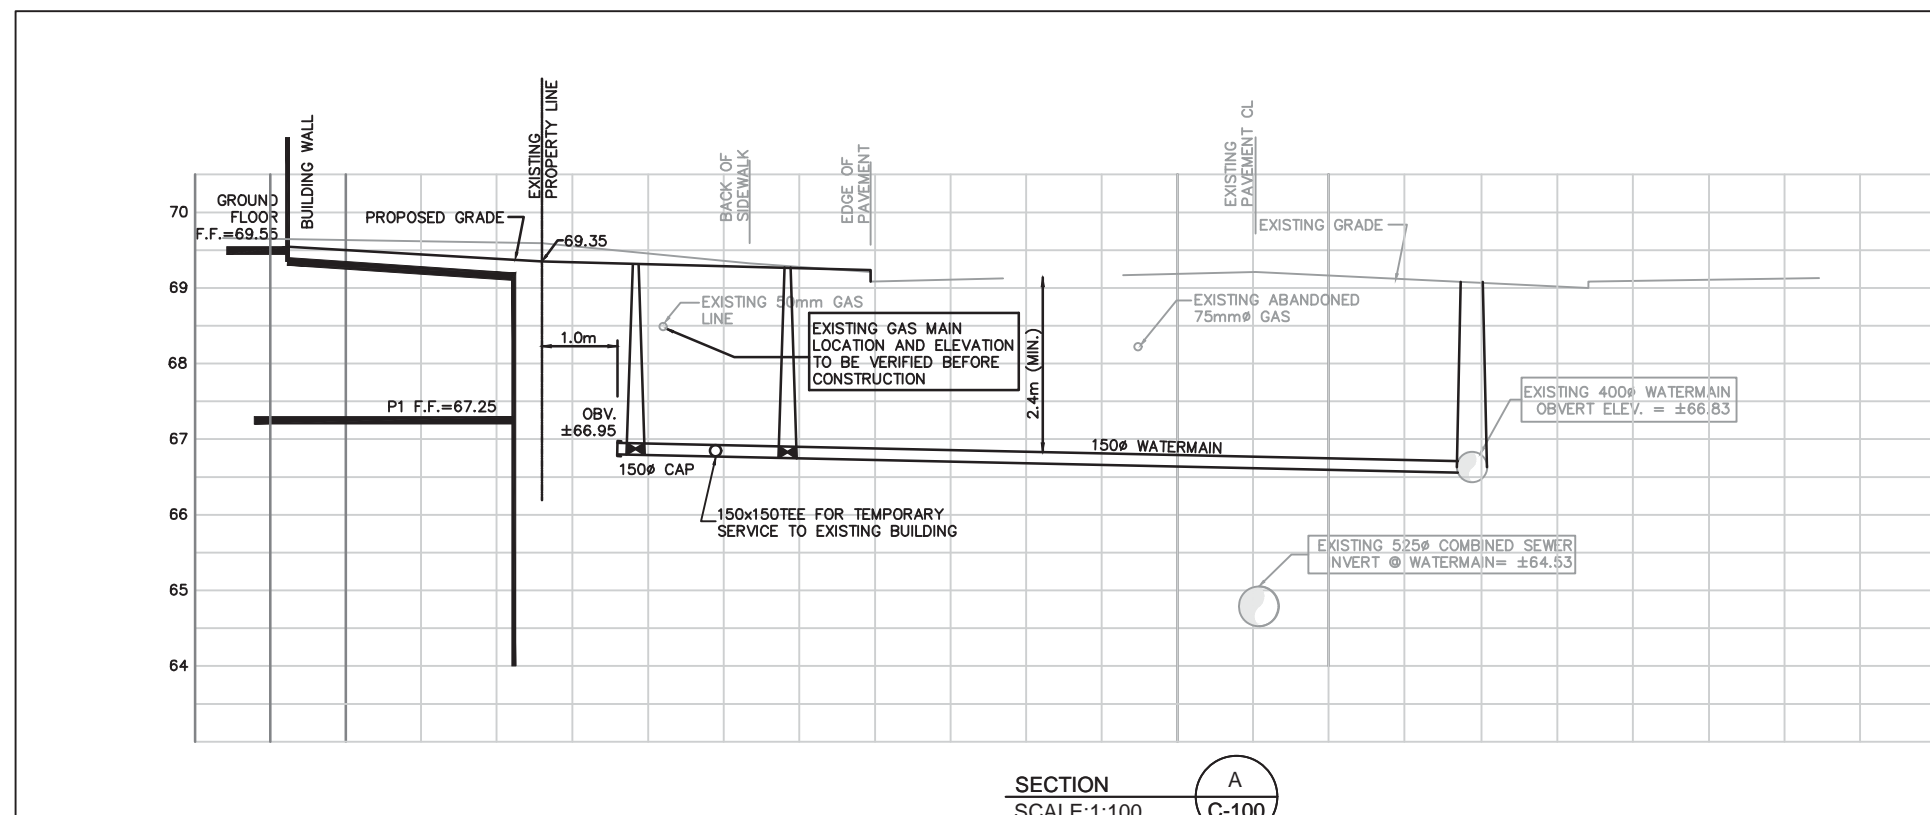 BUILDING WALL
EXISTING
PROPERTY LINE
BACK OF
SIDEWALK
EDGE OF
PAVEMENT
EXISTING
PAVEMENT CL
GROUND
FLOOR
F.F.=69.55
PROPOSED GRADE
69.35
EXISTING GRADE
70
69
68
67
66
65
64
EXISTING 50mm GAS
LINE
EXISTING GAS MAIN
LOCATION AND ELEVATION
TO BE VERIFIED BEFORE
CONSTRUCTION
1.0m
2.4m (MIN.)
EXISTING ABANDONED
75mmø GAS
EXISTING 400ø WATERMAIN
OBVERT ELEV. = ±66.83
P1 F.F.=67.25
OBV.
±66.95
150ø CAP
150ø WATERMAIN
150x150TEE FOR TEMPORARY
SERVICE TO EXISTING BUILDING
EXISTING 525ø COMBINED SEWER
NVERT @ WATERMAIN= ±64.53
SECTION
SCALE:1:100
A
C-100